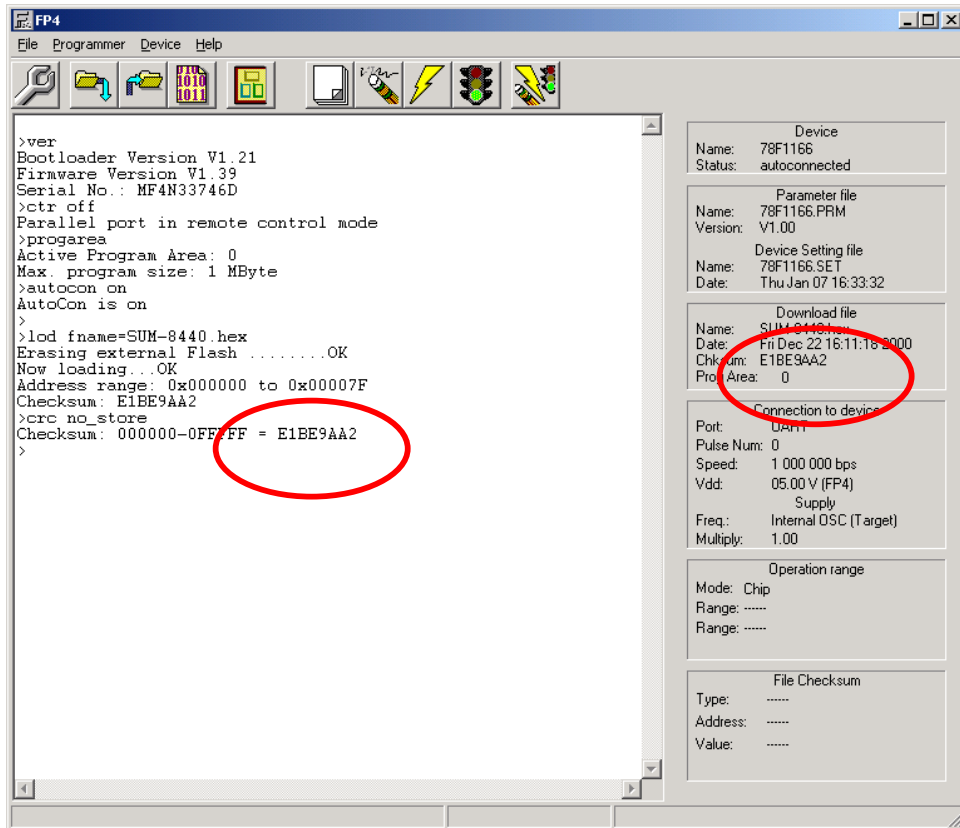 FP4
File Programmer Device Help
>ver
Bootloader Version V1.21
Firmware Version V1.39
Serial No.: MF4N33746D
>ctr off
Parallel port in remote control mode
>progarea
Active Program Area: 0
Max. program size: 1 MByte
>autocon on
AutoCon is on
>
>lod fname=SUM-8440.hex
Erasing external Flash ........OK
Now loading...OK
Address range: 0x000000 to 0x00007F
Checksum: E1BE9AA2
>crc no_store
Checksum: 000000-0FFFFF = E1BE9AA2
>
Device
Name: 78F1166
Status: autoconnected
Parameter file
Name: 78F1166.PRM
Version: V1.00
Device Setting file
Name: 78F1166.SET
Date: Thu Jan 07 16:33:32
Download file
Name: SUM-8440.hex
Date: Fri Dec 22 16:11:18 2000
Chksum: E1BE9AA2
Prog Area: 0
Connection to device
Port: UART
Pulse Num: 0
Speed: 1 000 000 bps
Vdd: 05.00 V (FP4)
Supply
Freq.: Internal OSC (Target)
Multiply: 1.00
Operation range
Mode: Chip
Range: ------
Range: ------
File Checksum
Type: ------
Address: ------
Value: ------